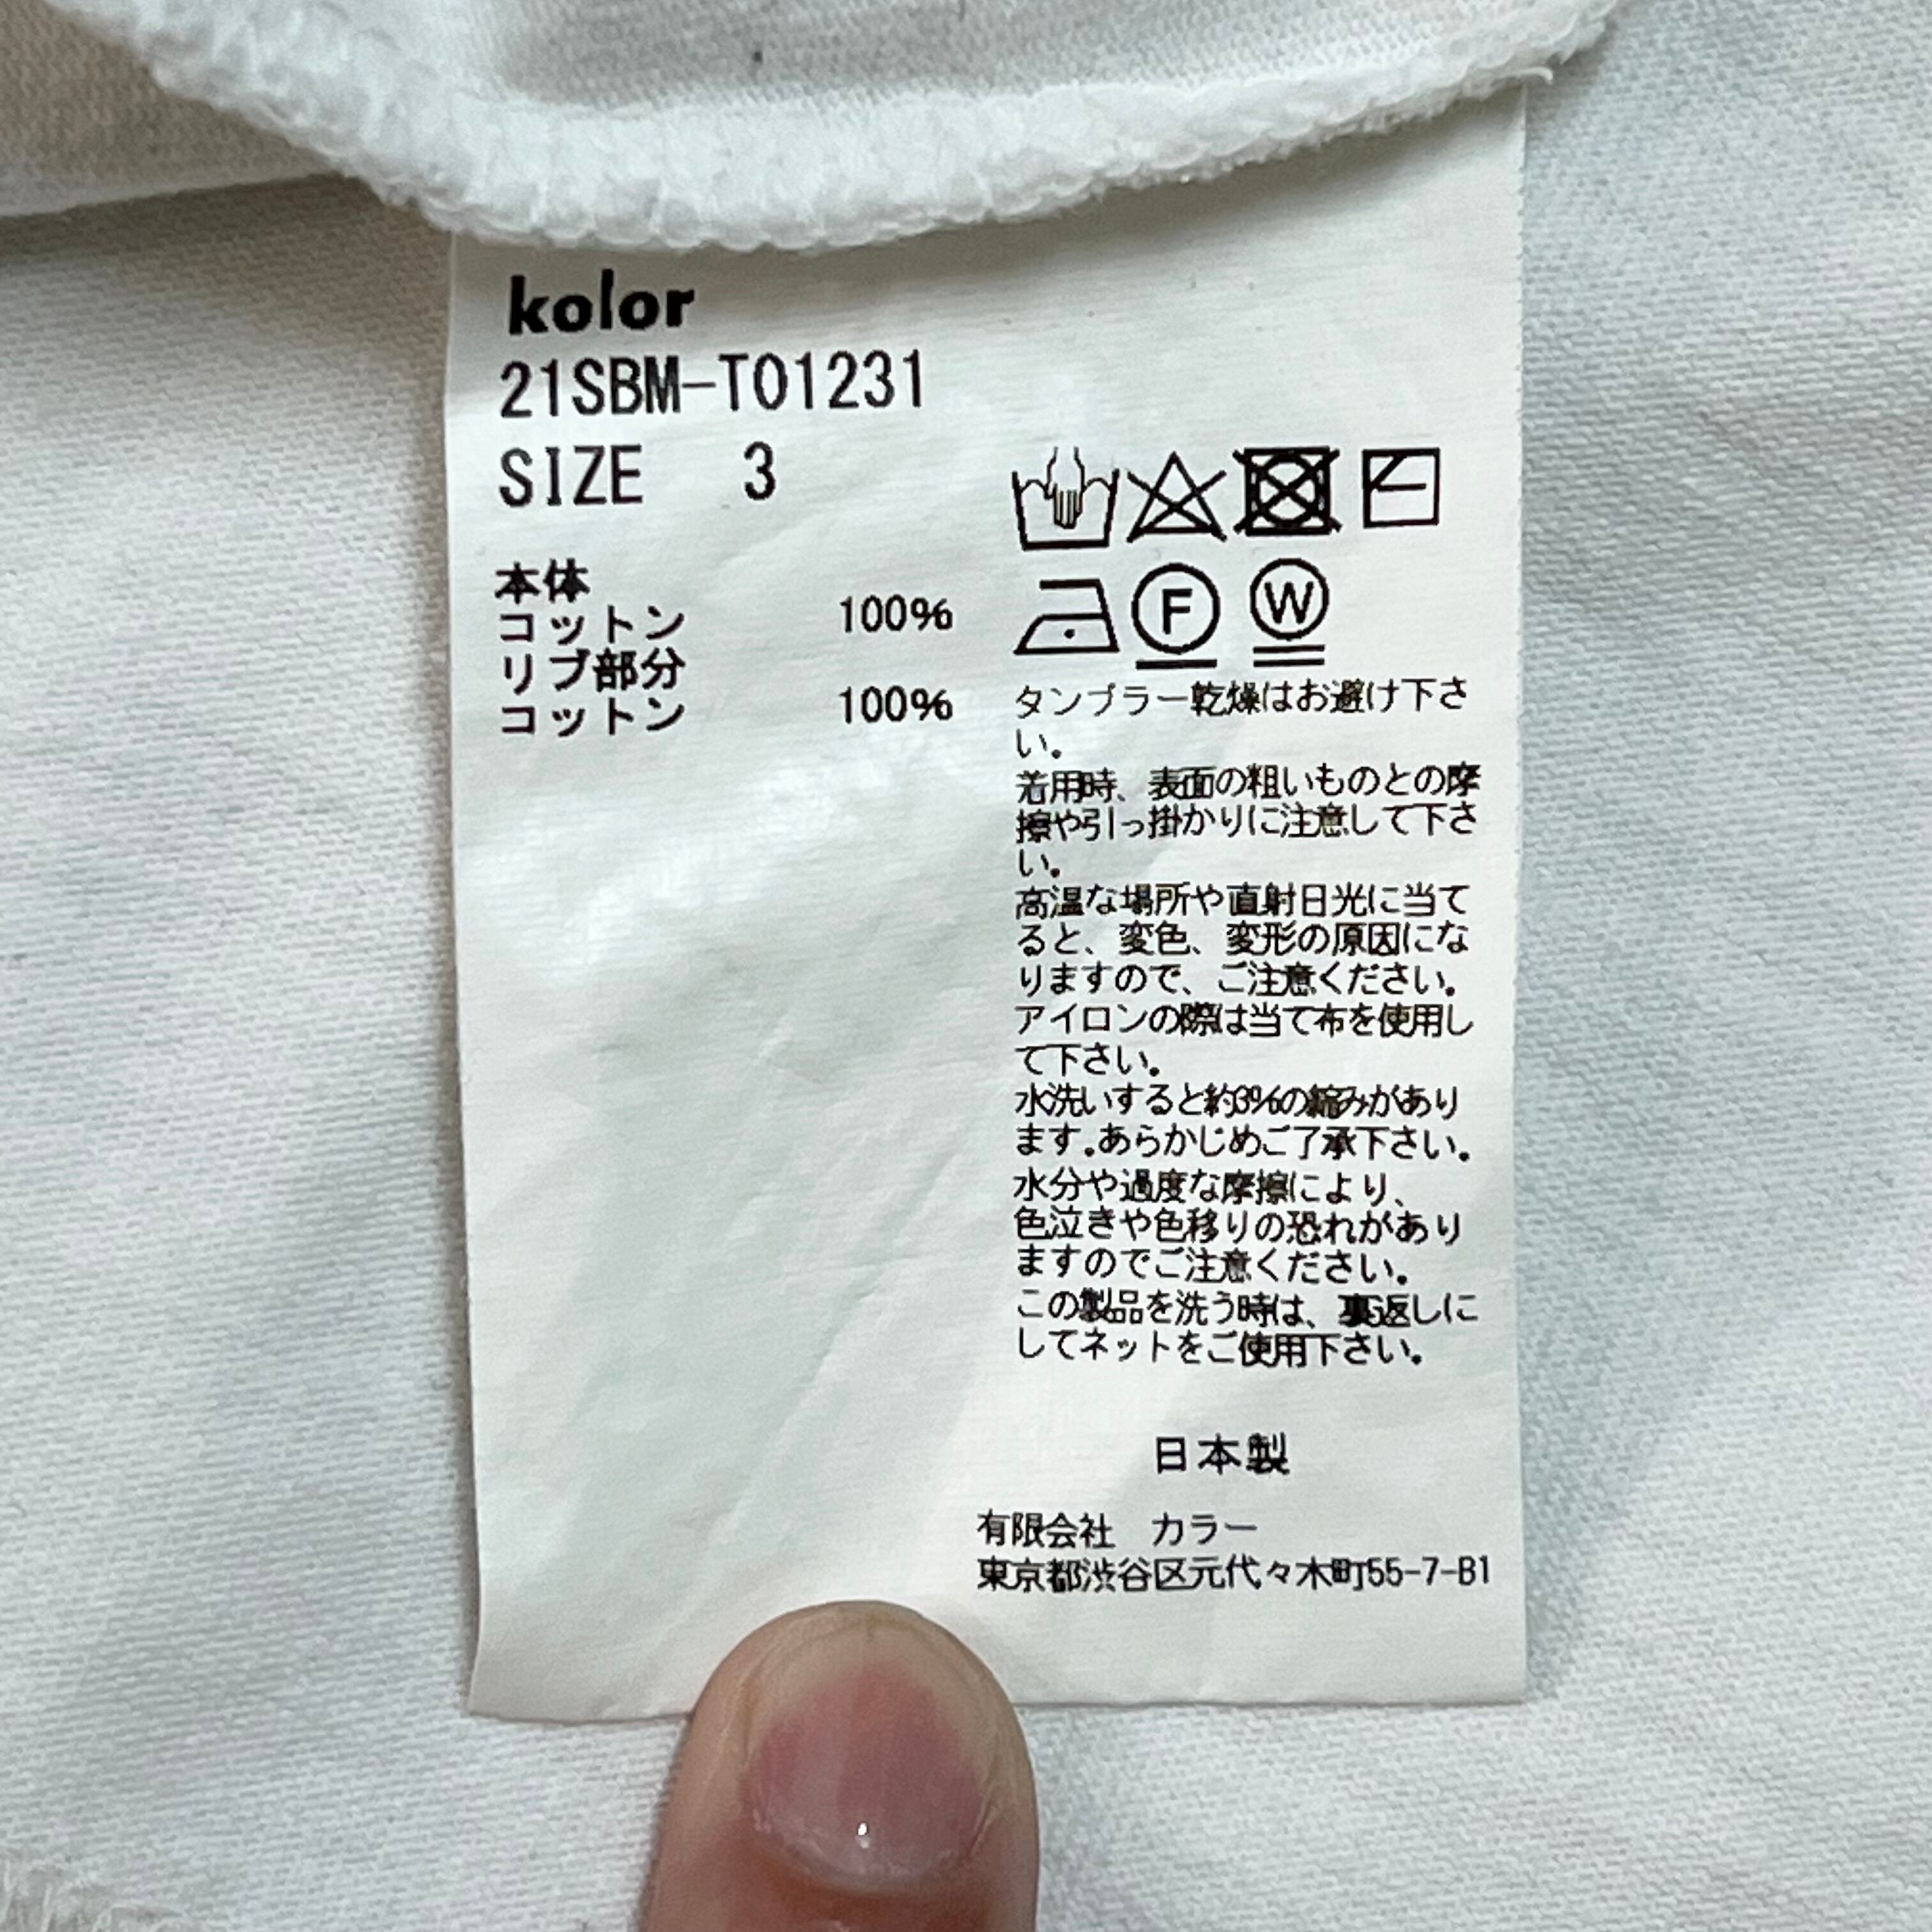 kolor
21SBM-T01231
SIZE 3
本体
コットン 100%
リブ部分
コットン 100%
F W
タンブラー乾燥はお避け下さ
い。
着用時、表面の粗いものとの摩
擦や引っ掛かりに注意して下さ
い。
高温な場所や直射日光に当て
ると、変色、変形の原因にな
りますので、ご注意ください。
アイロンの際は当て布を使用し
て下さい。
水洗いすると約3%の縮みがあり
ます。あらかじめご了承下さい。
水分や過度な摩擦により、
色泣きや色移りの恐れがあり
ますのでご注意ください。
この製品を洗う時は、裏返しに
してネットをご使用下さい。
日本製
有限会社 カラー
東京都渋谷区元代々木町55-7-B1